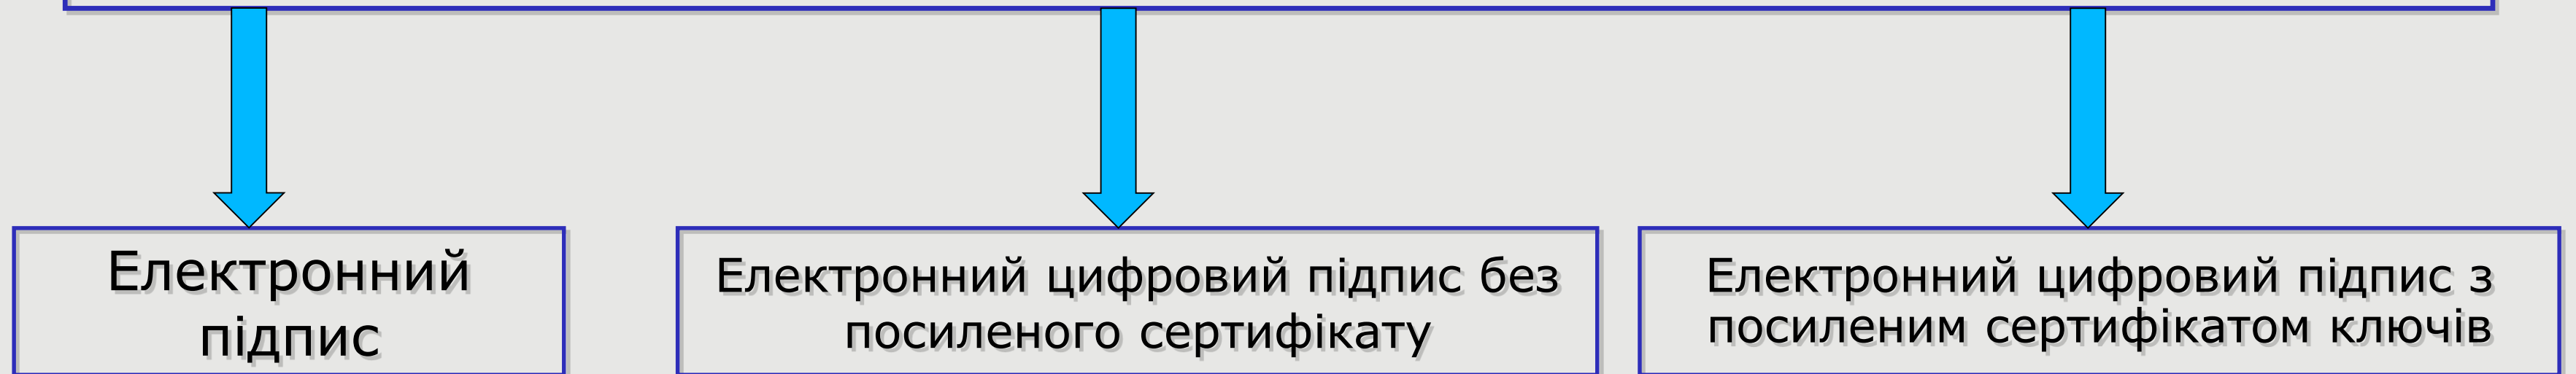 Електронний
підпис
Електронний цифровий підпис без
посиленого сертифікату
Електронний цифровий підпис з
посиленим сертифікатом ключів